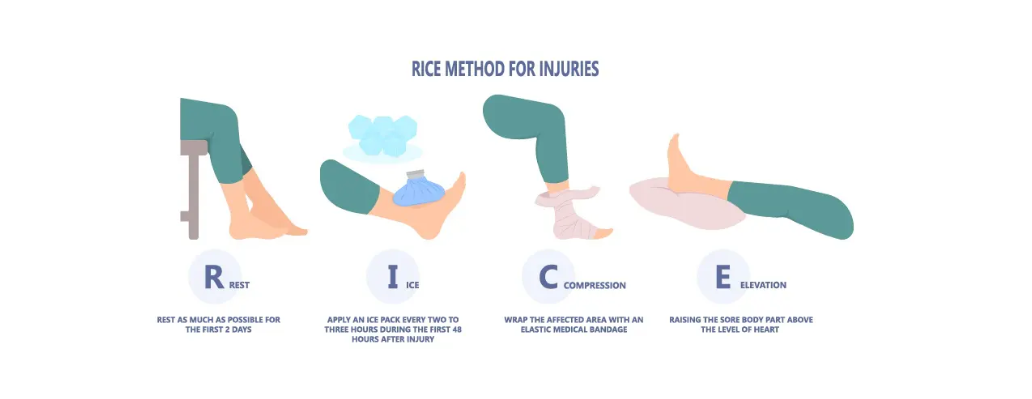 RICE METHOD FOR INJURIES
R REST
REST AS MUCH AS POSSIBLE FOR
THE FIRST 2 DAYS
I ICE
APPLY AN ICE PACK EVERY TWO TO
THREE HOURS DURING THE FIRST 48
HOURS AFTER INJURY
C COMPRESSION
WRAP THE AFFECTED AREA WITH AN
ELASTIC MEDICAL BANDAGE
E ELEVATION
RAISING THE SORE BODY PART ABOVE
THE LEVEL OF HEART